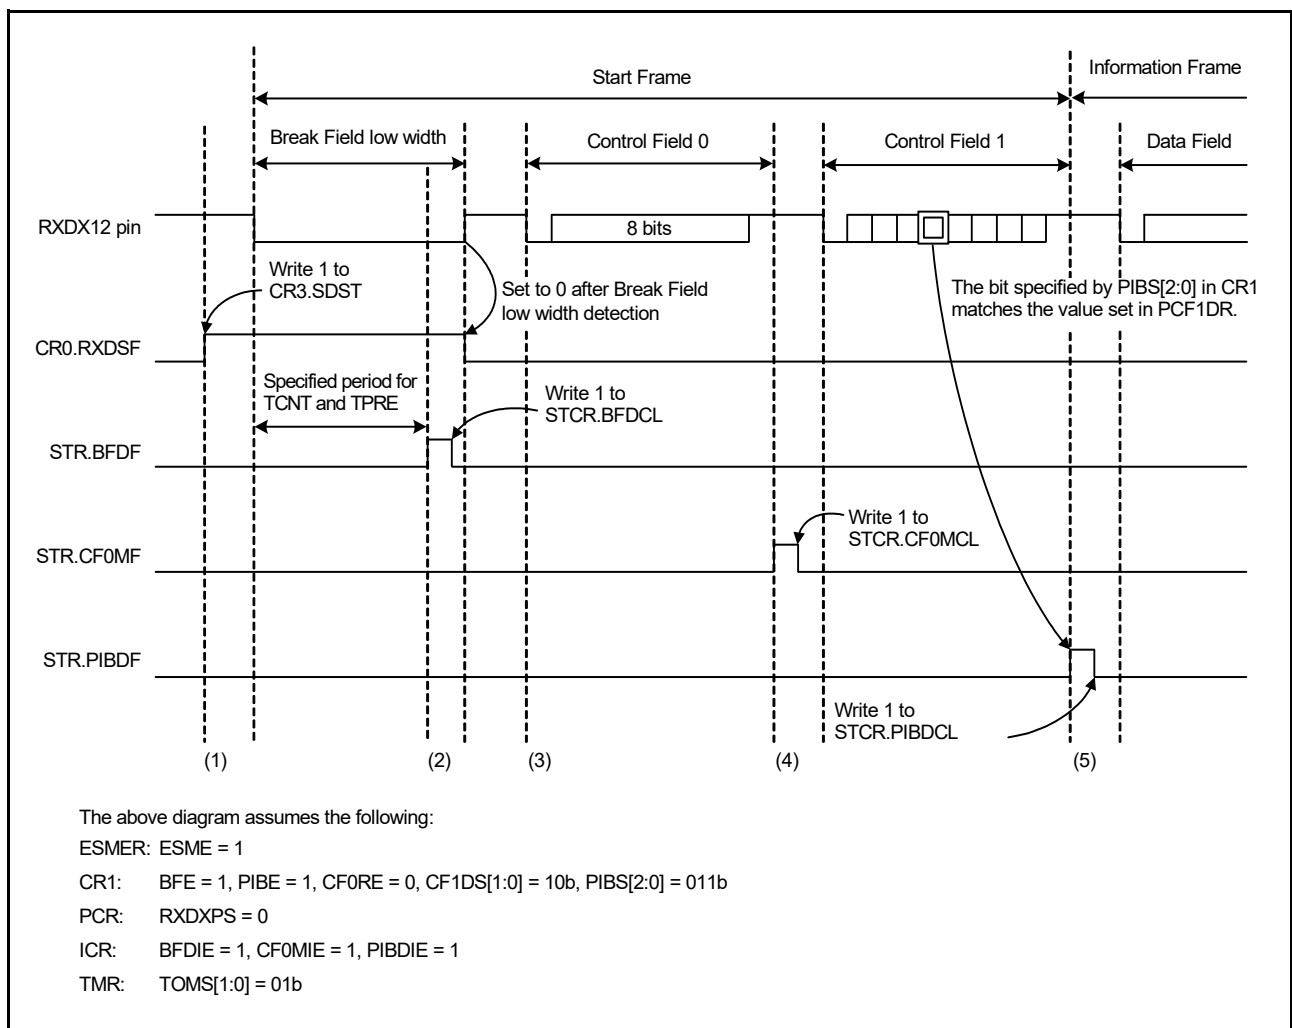 Start Frame
Information Frame
Break Field low width
Control Field 0
Control Field 1
Data Field
RXDX12 pin
8 bits
Write 1 to
CR3.SDST
Set to 0 after Break Field
low width detection
The bit specified by PIBS[2:0] in CR1
matches the value set in PCF1DR.
CR0.RXDSF
Specified period for
TCNT and TPRE
Write 1 to
STCR.BFDCL
STR.BFDF
Write 1 to
STCR.CF0MCL
STR.CF0MF
STR.PIBDF
Write 1 to
STCR.PIBDCL
(1) (2) (3) (4) (5)
The above diagram assumes the following:
ESMER: ESME = 1
CR1: BFE = 1, PIBE = 1, CF0RE = 0, CF1DS[1:0] = 10b, PIBS[2:0] = 011b
PCR: RXDXPS = 0
ICR: BFDIE = 1, CF0MIE = 1, PIBDIE = 1
TMR: TOMS[1:0] = 01b